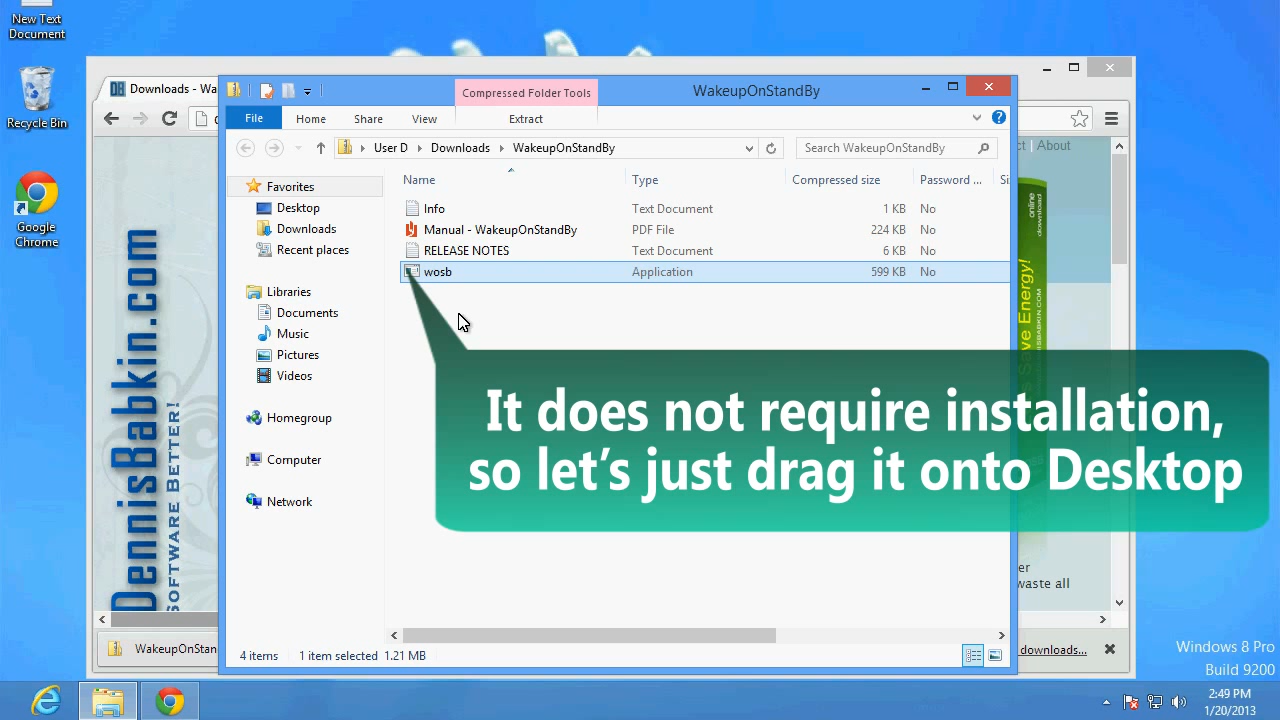 New Text
Document
Recycle Bin
Google
Chrome
Downloads - Wa
Compressed Folder Tools
WakeupOnStandBy
File
Home
Share
View
Extract
User D
Downloads
WakeupOnStandBy
Search WakeupOnStandBy
About
Name
Type
Compressed size
Password ...
Favorites
Desktop
Downloads
Recent places
Libraries
Documents
Music
Pictures
Videos
Homegroup
Computer
Network
Info Text Document 1 KB No
Manual - WakeupOnStandBy PDF File 224 KB No
RELEASE NOTES Text Document 6 KB No
wosb Application 599 KB No
It does not require installation,
so let's just drag it onto Desktop
DennisBabkin.com
SOFTWARE BETTER!
online
download
Save Energy!
waste all
4 items 1 item selected 1.21 MB
WakeupOnStan
downloads...
Windows 8 Pro
Build 9200
2:49 PM
1/20/2013